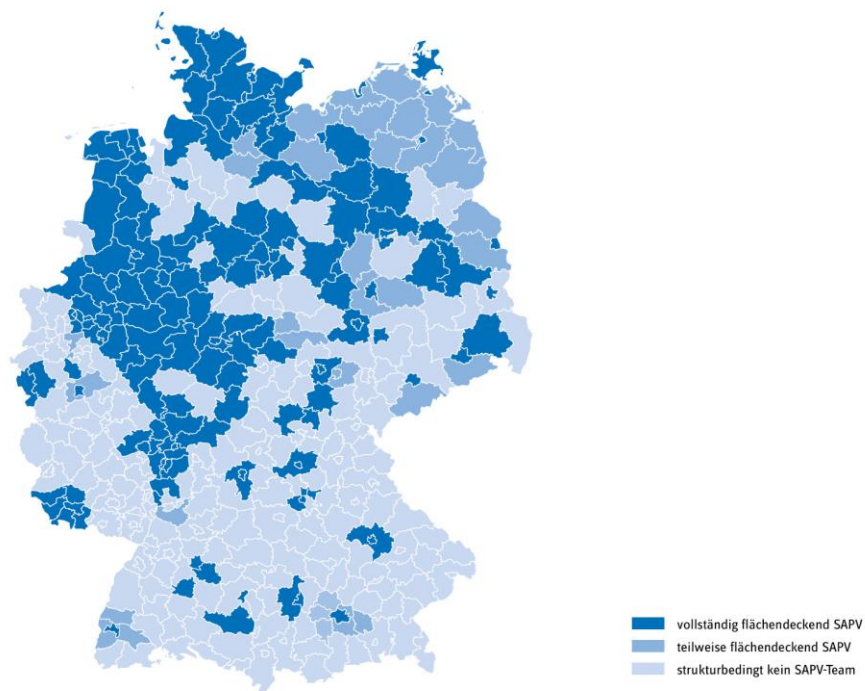 vollständig flächendeckend SAPV
teilweise flächendeckend SAPV
strukturbedingt kein SAPV-Team